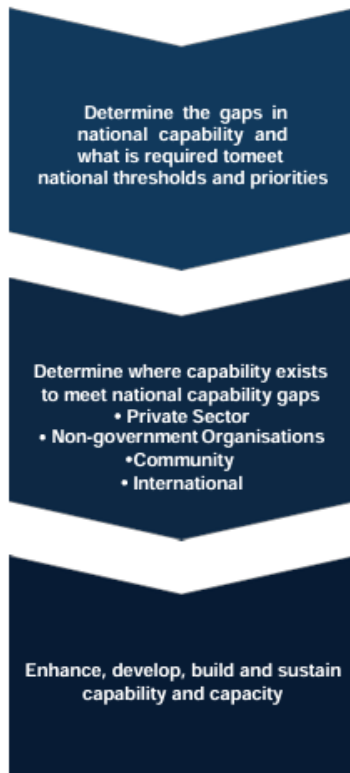 Determine the gaps in
national capability and
what is required tomeet
national thresholds and priorities
Determine where capability exists
to meet national capability gaps
• Private Sector
• Non-government Organisations
•Community
• International
Enhance, develop, build and sustain
capability and capacity